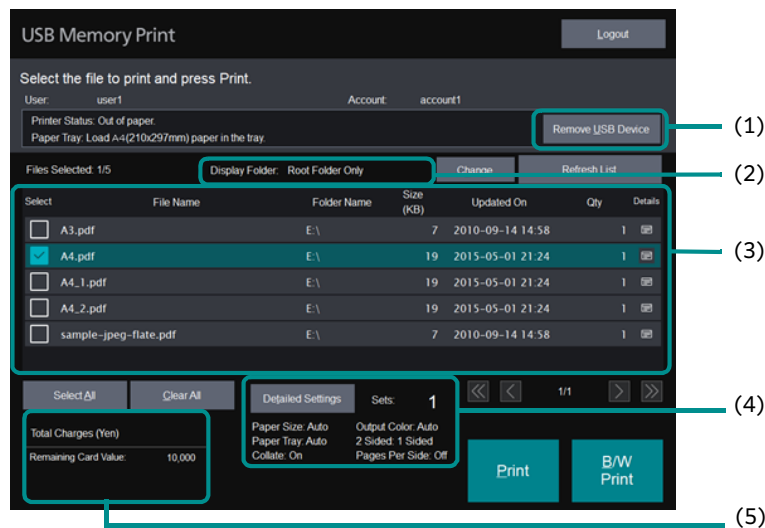 USB Memory Print
Logout
Select the file to print and press Print.
User: user1 Account: account1
Printer Status: Out of paper.
Paper Tray: Load A4(210x297mm) paper in the tray.
Remove USB Device
(1)
Files Selected: 1/5 Display Folder: Root Folder Only Change Refresh List
(2)
Select File Name Folder Name Size (KB) Updated On Qty Details
A3.pdf E:\ 7 2010-09-14 14:58 1
A4.pdf E:\ 19 2015-05-01 21:24 1
(3)
A4_1.pdf E:\ 19 2015-05-01 21:24 1
A4_2.pdf E:\ 19 2015-05-01 21:24 1
sample-jpeg-flate.pdf E:\ 7 2010-09-14 14:58 1
Select All Clear All Detailed Settings Sets: 1 1/1
(4)
Total Charges (Yen)
Remaining Card Value: 10,000
Paper Size: Auto Output Color: Auto
Paper Tray: Auto 2 Sided: 1 Sided
Collate: On Pages Per Side: Off
Print
B/W
Print
(5)